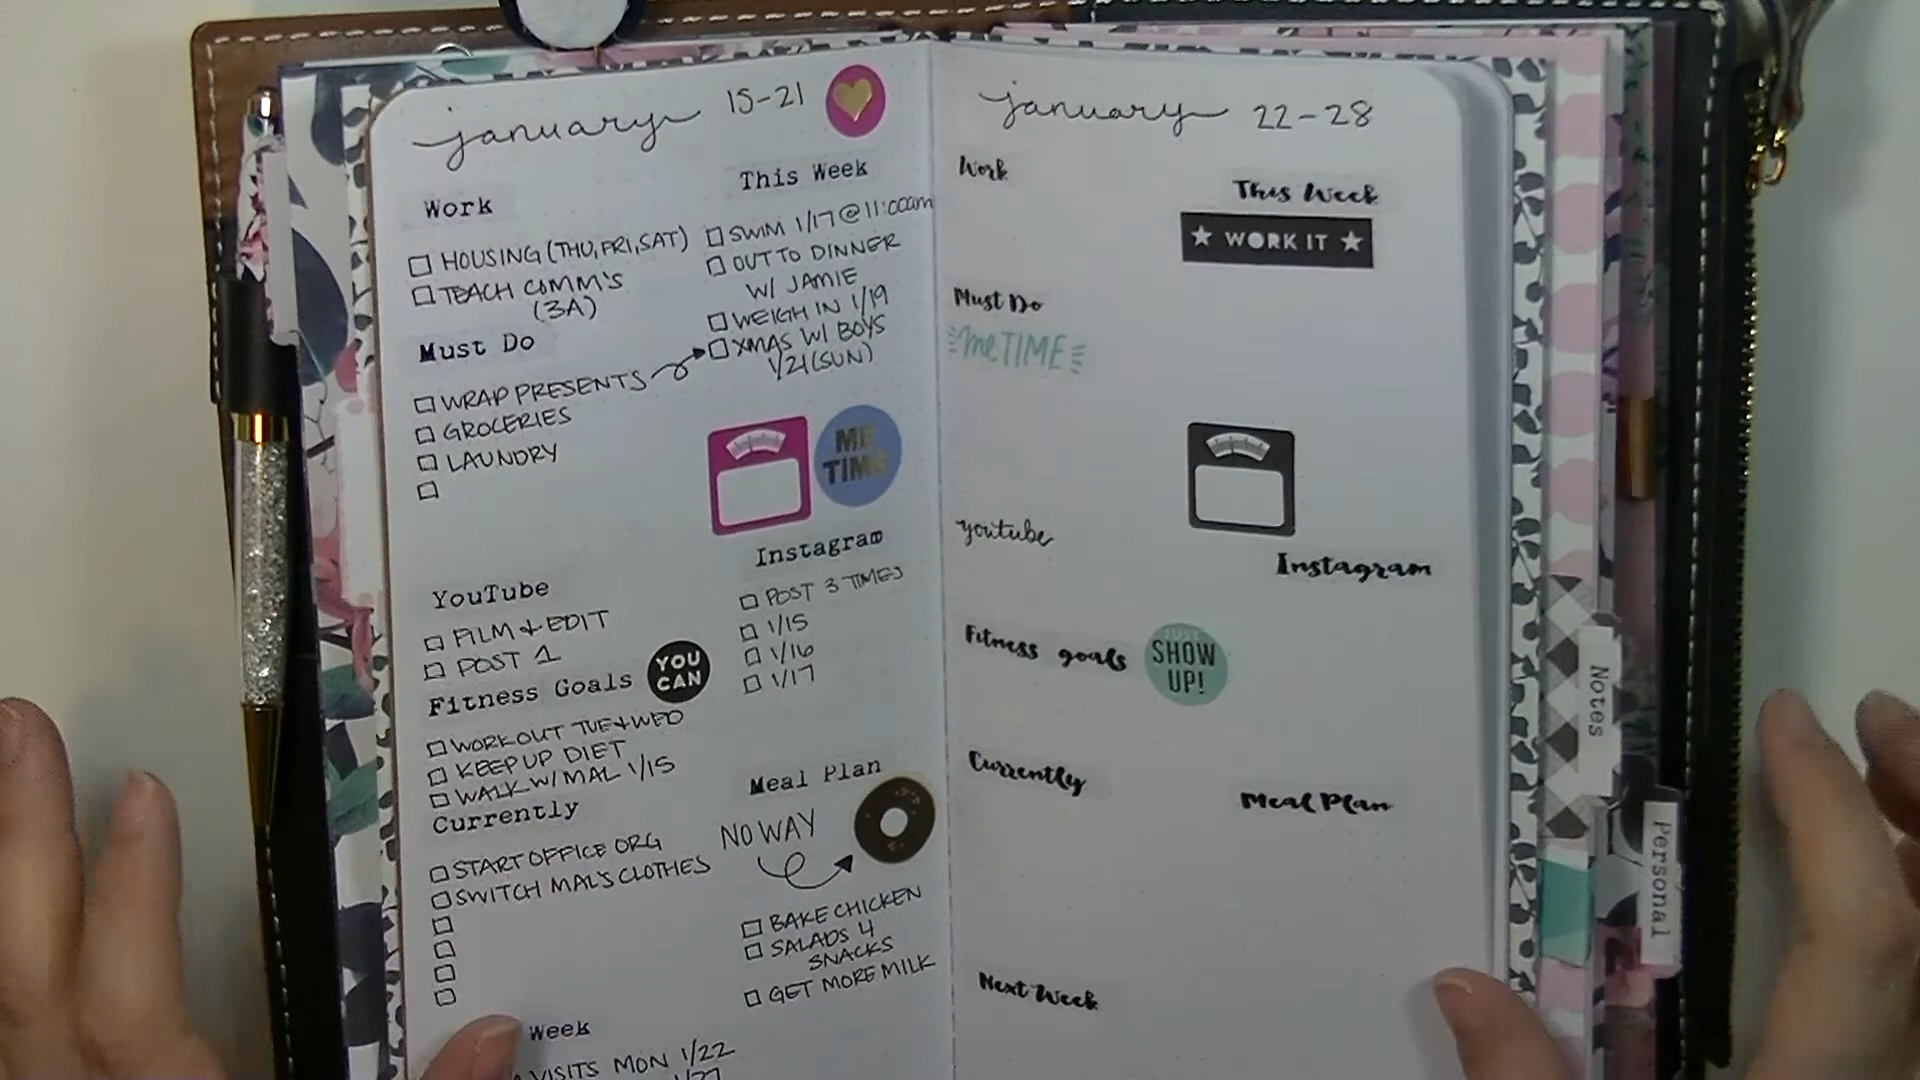 january 15-21
This Week
Work
☐ SWIM 1/17 @ 11:00am
☐ HOUSING (THU, FRI, SAT)
☐ OUT TO DINNER
W/ JAMIE
☐ TEACH COMM'S
(3A)
☐ WEIGH IN 1/19
☐ XMAS W/ BOYS
1/21 (SUN)
Must Do
☐ WRAP PRESENTS
☐ GROCERIES
☐ LAUNDRY
☐
ME
TIME
Instagram
☐ POST 3 TIMES
☐ 1/15
☐ 1/16
☐ 1/17
YouTube
☐ FILM & EDIT
☐ POST 1
YOU
CAN
Fitness Goals
☐ WORKOUT TUE + WED
☐ KEEP UP DIET
☐ WALK W/ MAL 1/15
Currently
☐ START OFFICE ORG
☐ SWITCH MAL'S CLOTHES
☐
☐
☐
☐
Meal Plan
NO WAY
☐ BAKE CHICKEN
☐ SALADS 4
SNACKS
☐ GET MORE MILK
Week
VISITS MON 1/22
january 22-28
Work
This Week
★ WORK IT ★
Must Do
me TIME
youtube
Instagram
Fitness goals
JUST
SHOW
UP!
Currently
Meal Plan
Next Week
Notes
Personal